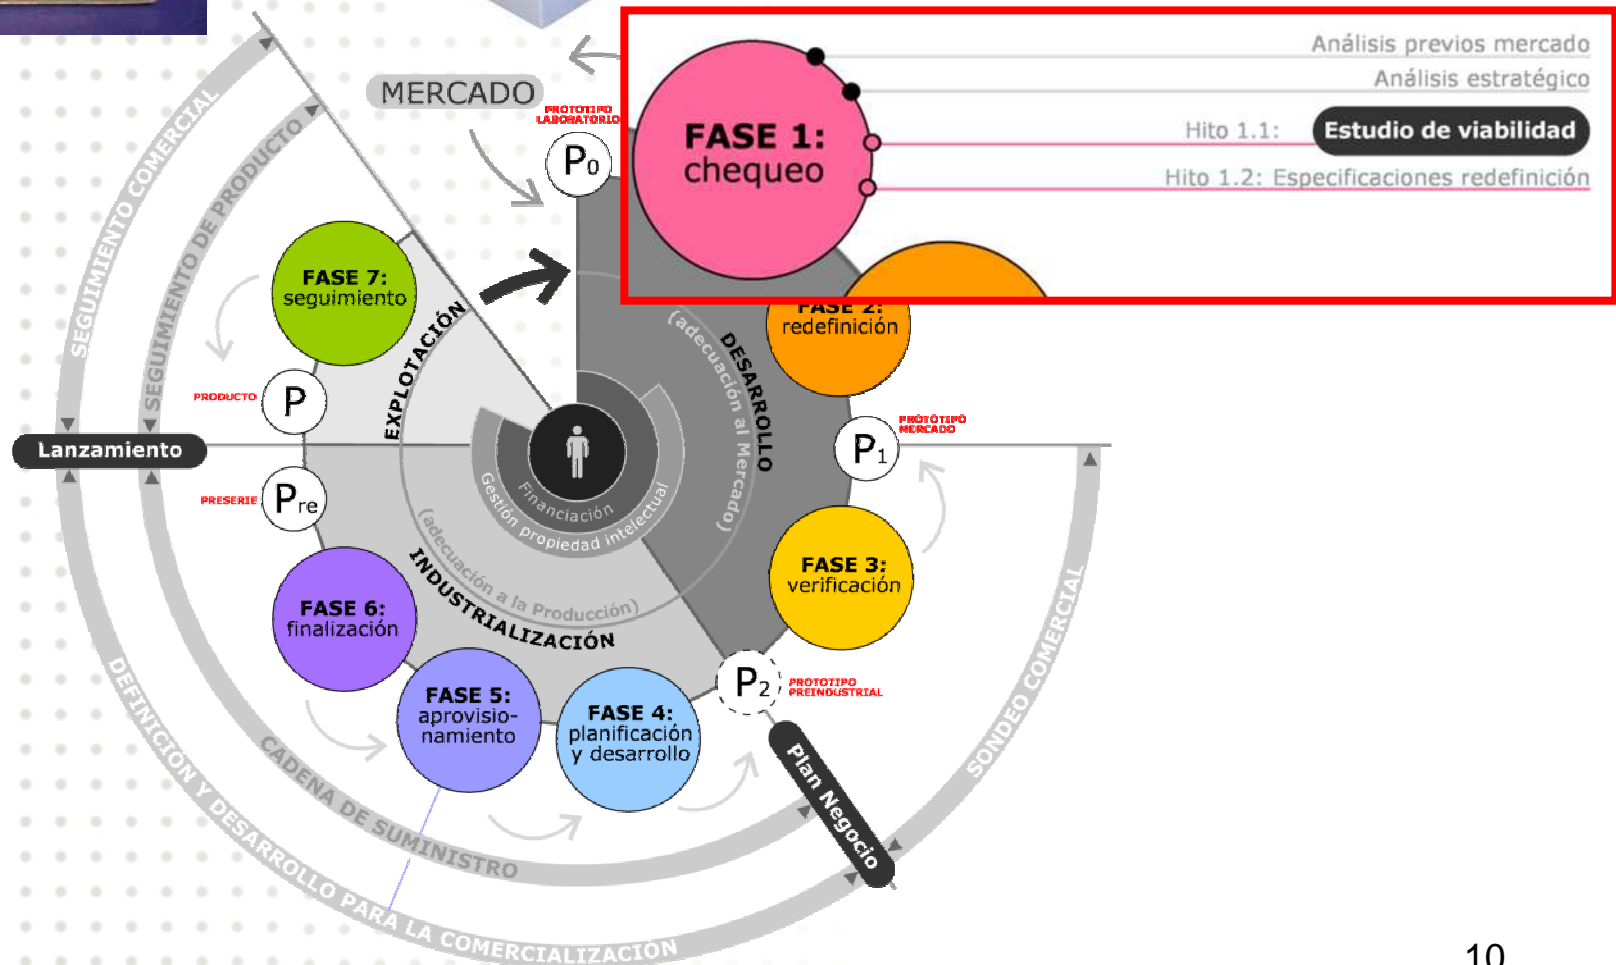 MERCADO
PROTOTIPO
LABORATORIO
P0
FASE 1:
chequeo
Análisis previos mercado
Análisis estratégico
Hito 1.1: Estudio de viabilidad
Hito 1.2: Especificaciones redefinición
FASE 2:
redefinición
DESARROLLO
(adecuación al Mercado)
P1
PROTOTIPO
MERCADO
FASE 3:
verificación
P2
PROTOTIPO
PREINDUSTRIAL
Plan Negocio
SONDEO COMERCIAL
FASE 4:
planificación
y desarrollo
FASE 5:
aprovisio-
namiento
FASE 6:
finalización
INDUSTRIALIZACIÓN
(adecuación a la Producción)
Pre
PRESERIE
Lanzamiento
P
PRODUCTO
FASE 7:
seguimiento
EXPLOTACIÓN
Financiación
Gestión propiedad intelectual
SEGUIMIENTO COMERCIAL
SEGUIMIENTO DE PRODUCTO
CADENA DE SUMINISTRO
DEFINICIÓN Y DESARROLLO PARA LA COMERCIALIZACIÓN
10